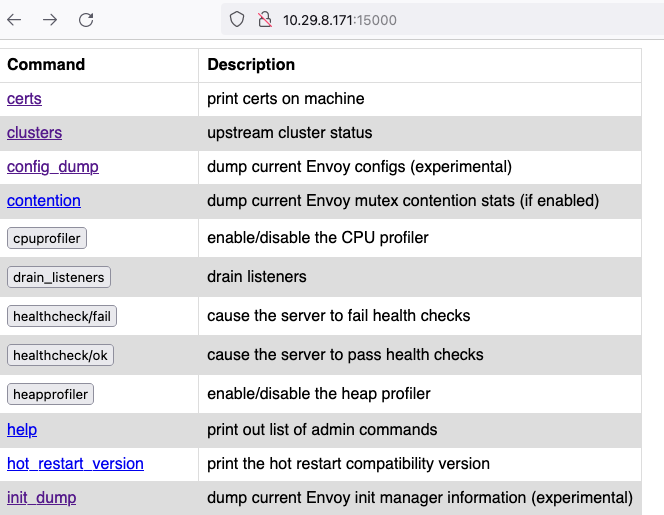 10.29.8.171:15000
Command Description
certs print certs on machine
clusters upstream cluster status
config_dump dump current Envoy configs (experimental)
contention dump current Envoy mutex contention stats (if enabled)
cpuprofiler enable/disable the CPU profiler
drain_listeners drain listeners
healthcheck/fail cause the server to fail health checks
healthcheck/ok cause the server to pass health checks
heapprofiler enable/disable the heap profiler
help print out list of admin commands
hot_restart_version print the hot restart compatibility version
init_dump dump current Envoy init manager information (experimental)